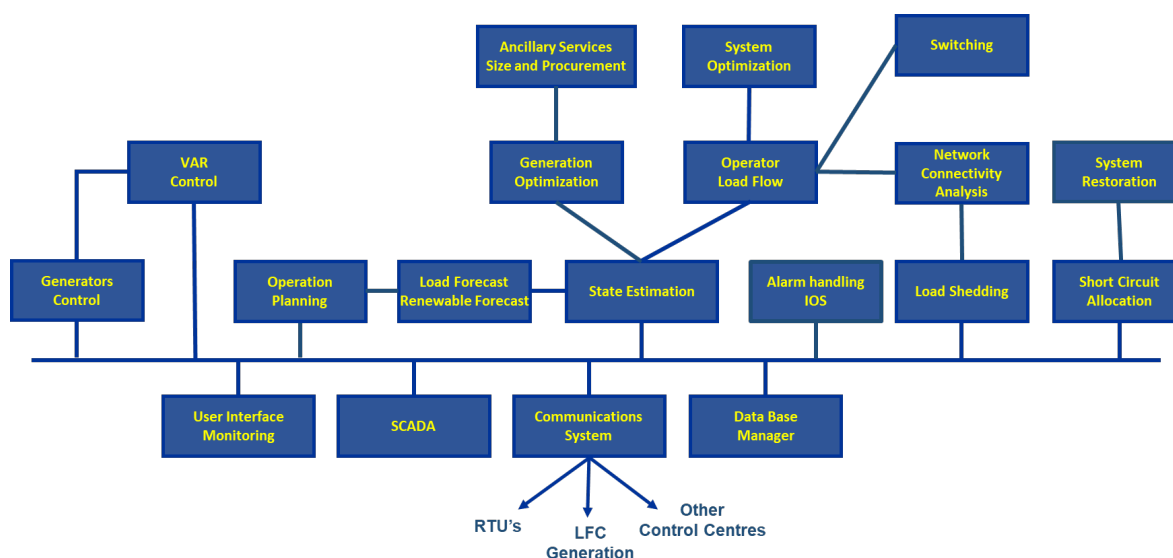 Ancillary Services
Size and Procurement
System
Optimization
Switching
VAR
Control
Generation
Optimization
Operator
Load Flow
Network
Connectivity
Analysis
System
Restoration
Generators
Control
Operation
Planning
Load Forecast
Renewable Forecast
State Estimation
Alarm handling
IOS
Load Shedding
Short Circuit
Allocation
User Interface
Monitoring
SCADA
Communications
System
Data Base
Manager
RTU's
LFC
Generation
Other
Control Centres